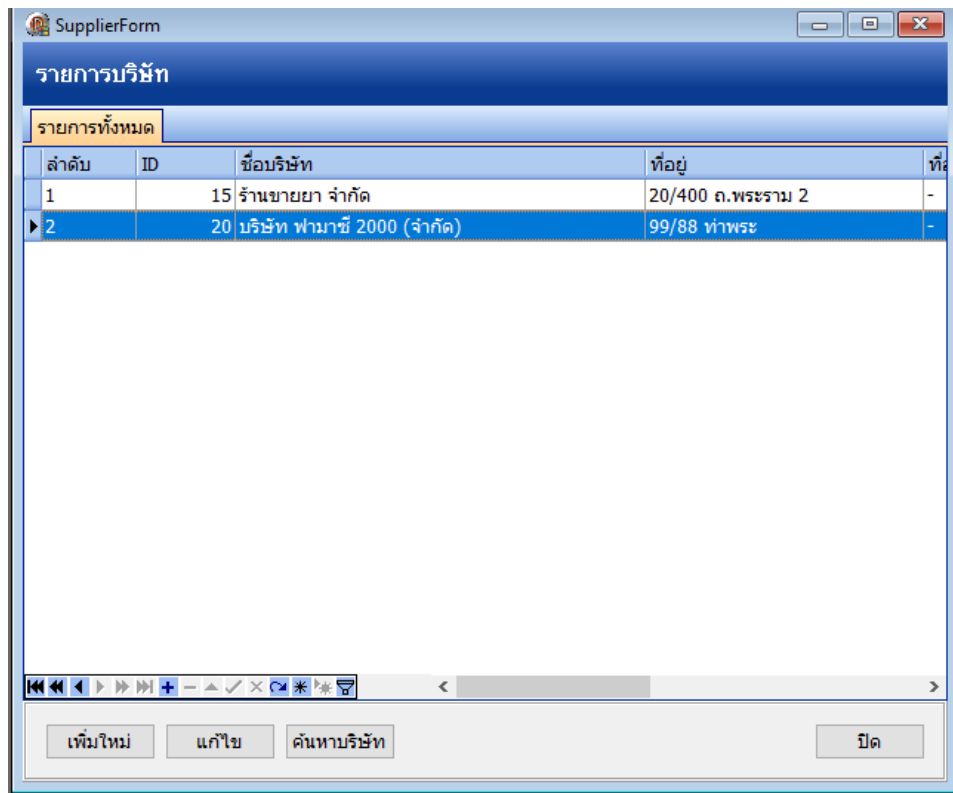 SupplierForm
รายการบริษัท
รายการทั้งหมด
ลำดับ ID ชื่อบริษัท ที่อยู่
1 15 ร้านขายยา จำกัด 20/400 ถ.พระราม 2 -
2 20 บริษัท ฟามาซี 2000 (จำกัด) 99/88 ท่าพระ -
เพิ่มใหม่ แก้ไข ค้นหาบริษัท ปิด